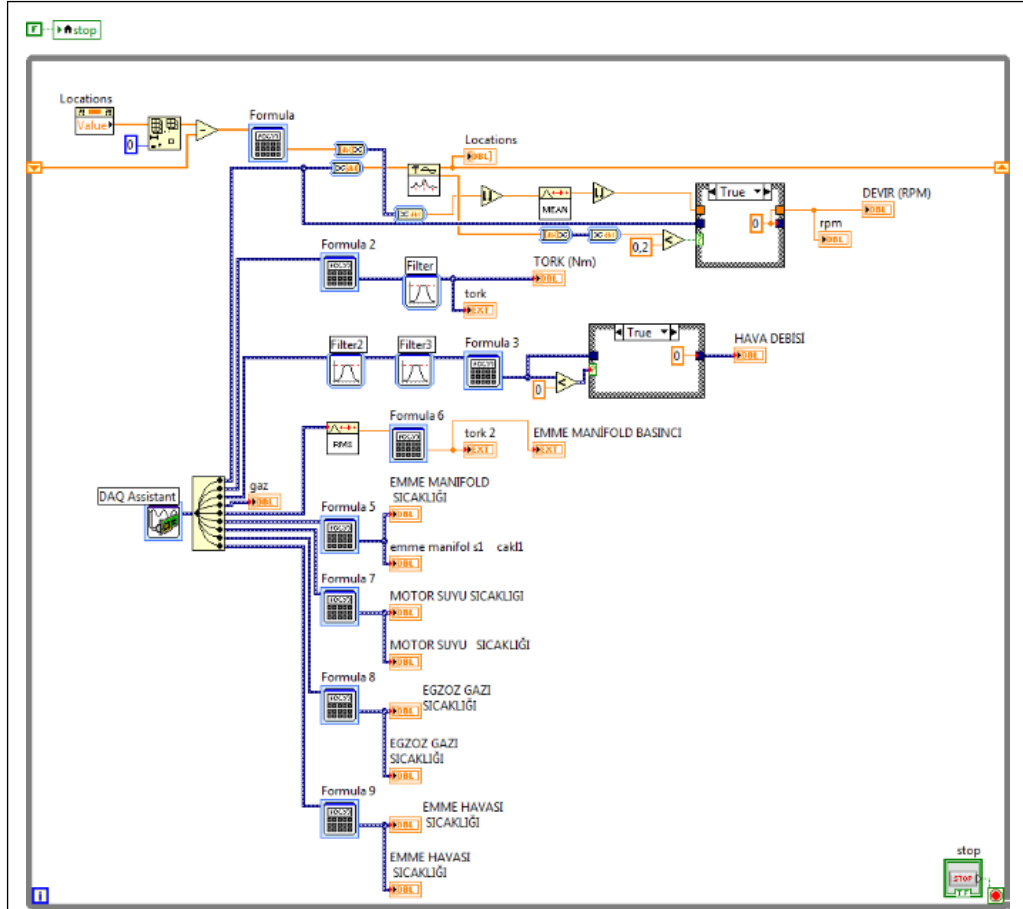 F
stop
Locations
Value
0
Formula
Locations
DBL]
MEAN
True
DEVIR (RPM)
DBL
0
rpm
DBL
0,2
Formula 2
Filter
TORK (Nm)
DBL
tork
EXT
Filter2
Filter3
Formula 3
True
0
HAVA DEBİSİ
DBL
0
Formula 6
RMS
tork 2
EXT
EMME MANİFOLD BASINCI
EXT
DAQ Assistant
gaz
DBL
Formula 5
EMME MANIFOLD
SICAKLIĞI
DBL
emme manifol s1 cakl1
DBL
Formula 7
MOTOR SUYU SICAKLIGI
DBL
MOTOR SUYU SICAKLIĞI
DBL
Formula 8
EGZOZ GAZI
SICAKLIĞI
DBL
EGZOZ GAZI
SICAKLIĞI
DBL
Formula 9
EMME HAVASI
SICAKLIĞI
DBL
EMME HAVASI
SICAKLIĞI
DBL
stop
STOP
TF
i